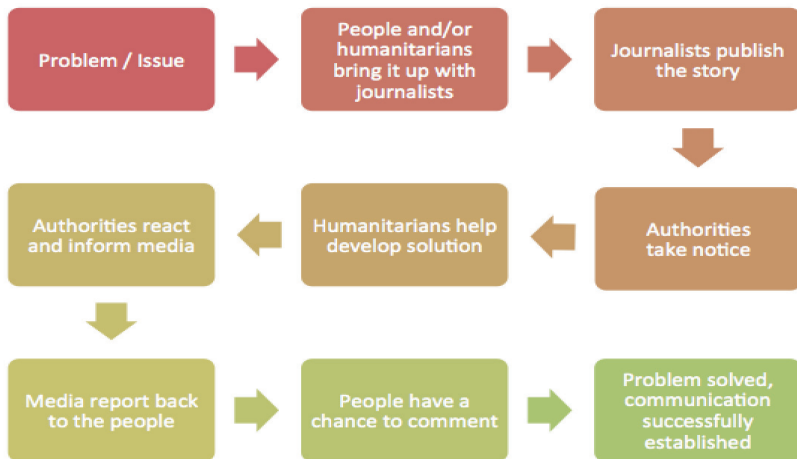 Problem / Issue
People and/or
humanitarians
bring it up with
journalists
Journalists publish
the story
Authorities
take notice
Humanitarians help
develop solution
Authorities react
and inform media
Media report back
to the people
People have a
chance to comment
Problem solved,
communication
successfully
established